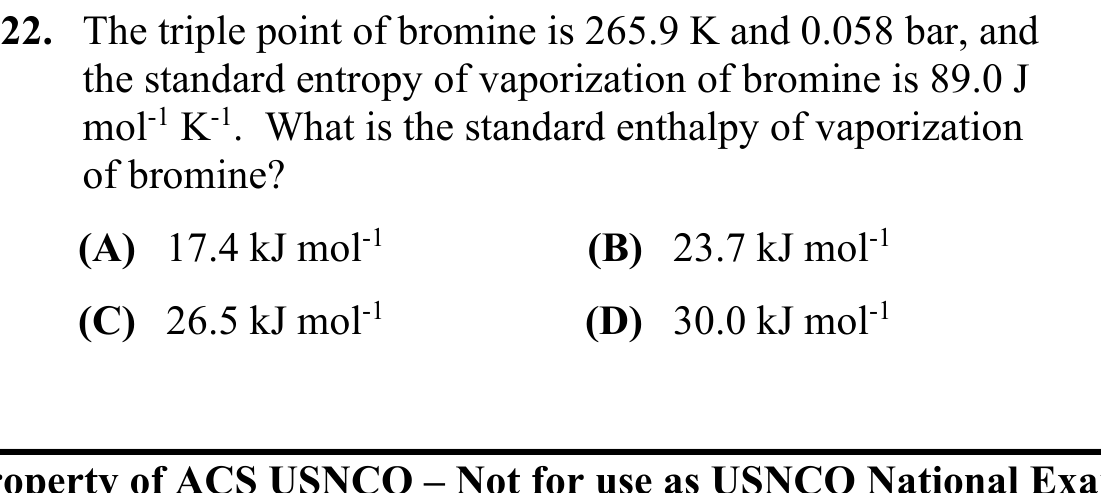 22. The triple point of bromine is 265.9 K and 0.058 bar, and
the standard entropy of vaporization of bromine is 89.0 J
mol⁻¹ K⁻¹. What is the standard enthalpy of vaporization
of bromine?
(A) 17.4 kJ mol⁻¹ (B) 23.7 kJ mol⁻¹
(C) 26.5 kJ mol⁻¹ (D) 30.0 kJ mol⁻¹
operty of ACS USNCO – Not for use as USNCO National Exa